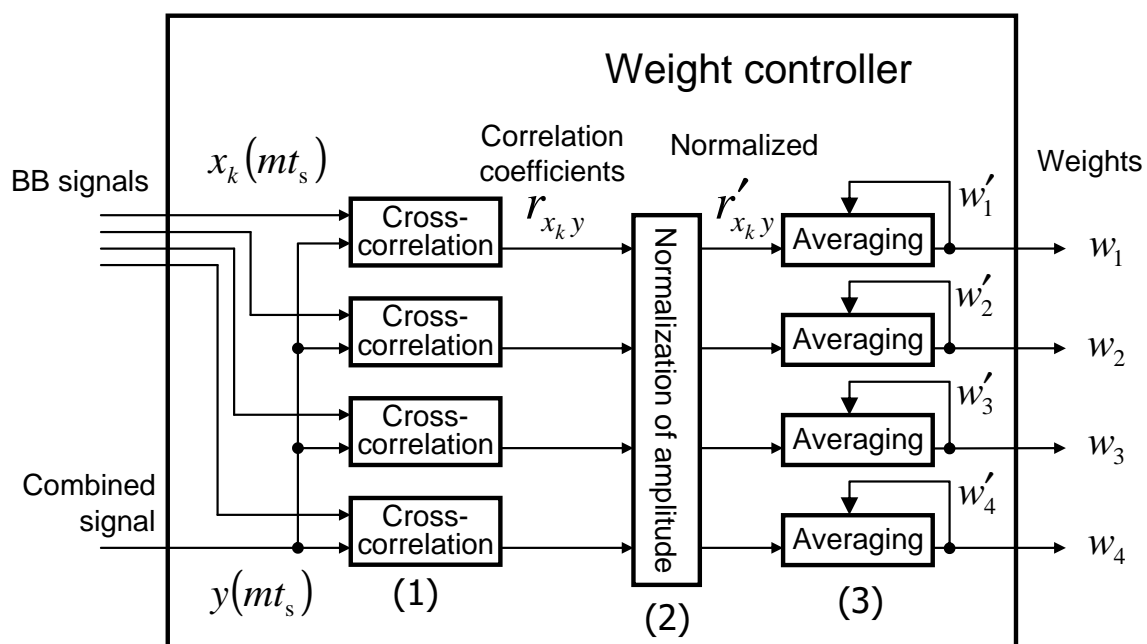 Weight controller
BB signals
x_k(mt_s)
Correlation
coefficients
r_{x_k y}
Normalized
r'_{x_k y}
Weights
Cross-
correlation
Averaging
w'_1
w_1
Cross-
correlation
Averaging
w'_2
w_2
Cross-
correlation
Averaging
w'_3
w_3
Cross-
correlation
Averaging
w'_4
w_4
Normalization of amplitude
Combined
signal
y(mt_s)
(1)
(2)
(3)